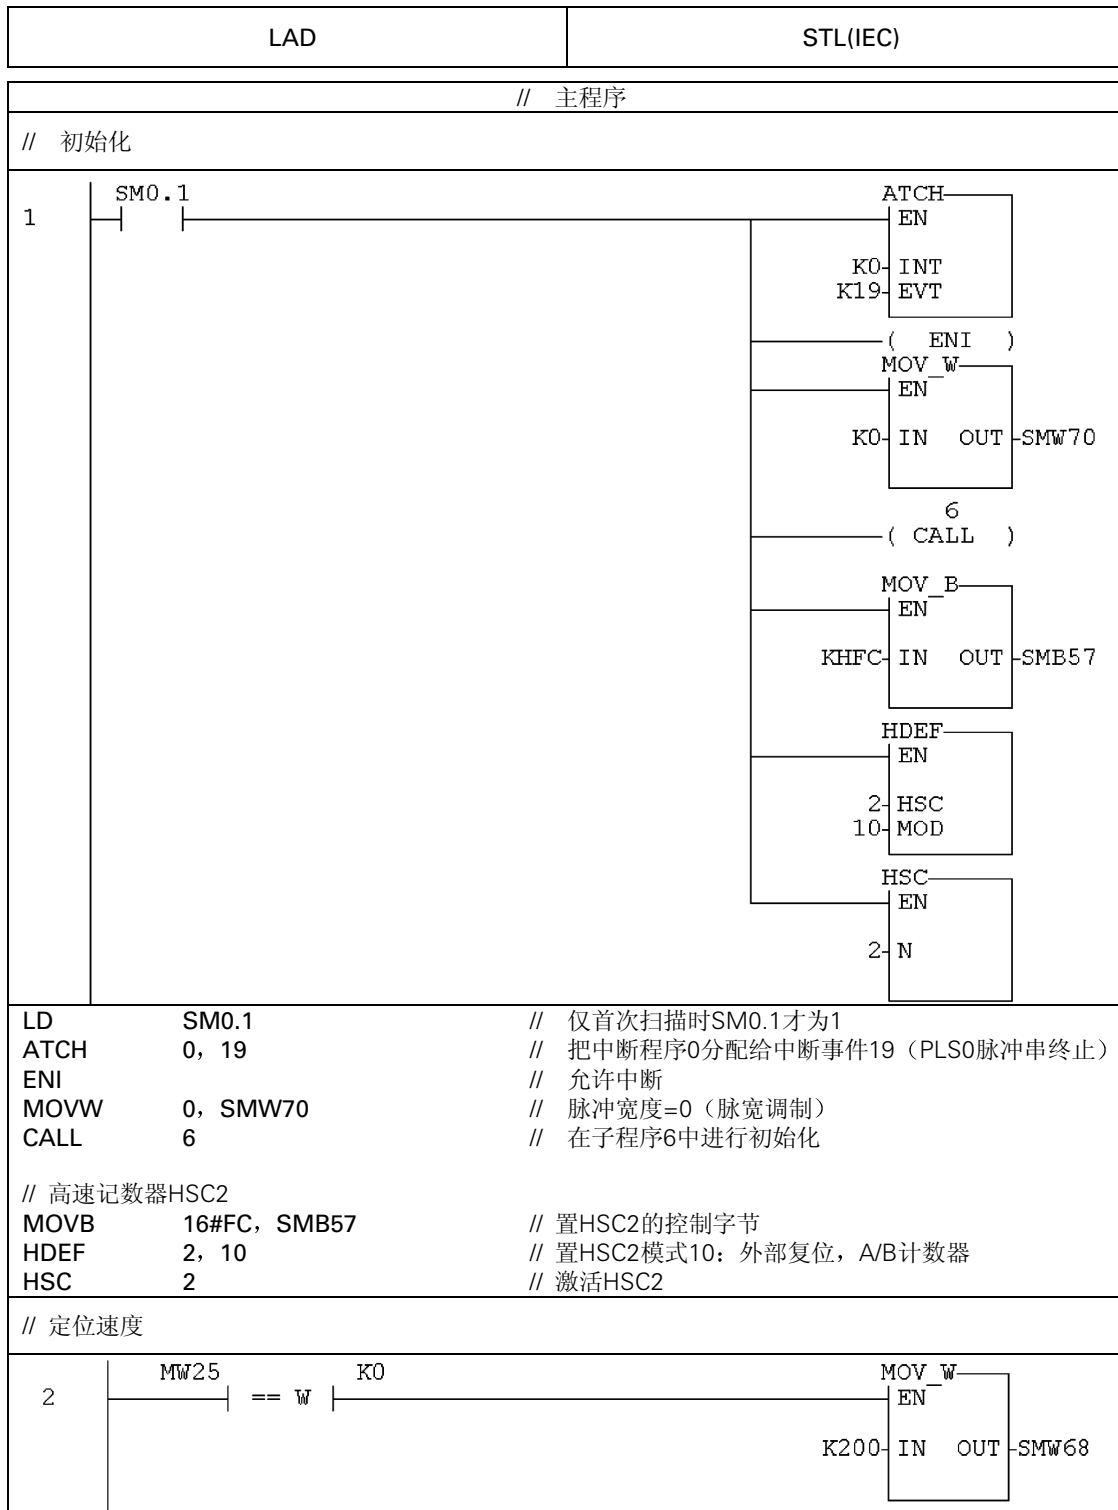 LAD STL(IEC)
// 主程序
// 初始化
1 SM0.1 ATCH
EN
K0 INT
K19 EVT
( ENI )
MOV_W
EN
K0 IN OUT SMW70
6
( CALL )
MOV_B
EN
KHFC IN OUT SMB57
HDEF
EN
2 HSC
10 MOD
HSC
EN
2 N
LD SM0.1 // 仅首次扫描时SM0.1才为1
ATCH 0，19 // 把中断程序0分配给中断事件19（PLS0脉冲串终止）
ENI // 允许中断
MOVW 0，SMW70 // 脉冲宽度=0（脉宽调制）
CALL 6 // 在子程序6中进行初始化
// 高速记数器HSC2
MOVB 16#FC，SMB57 // 置HSC2的控制字节
HDEF 2，10 // 置HSC2模式10：外部复位，A/B计数器
HSC 2 // 激活HSC2
// 定位速度
MW25 K0 MOV_W
2 == W EN
K200 IN OUT SMW68